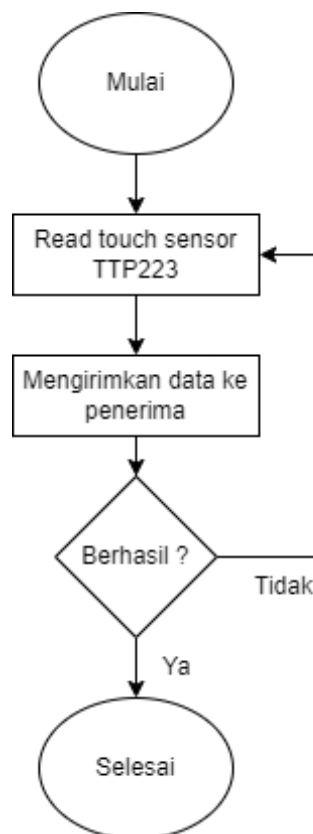 Mulai
Read touch sensor
TTP223
Mengirimkan data ke
penerima
Berhasil ?
Tidak
Ya
Selesai